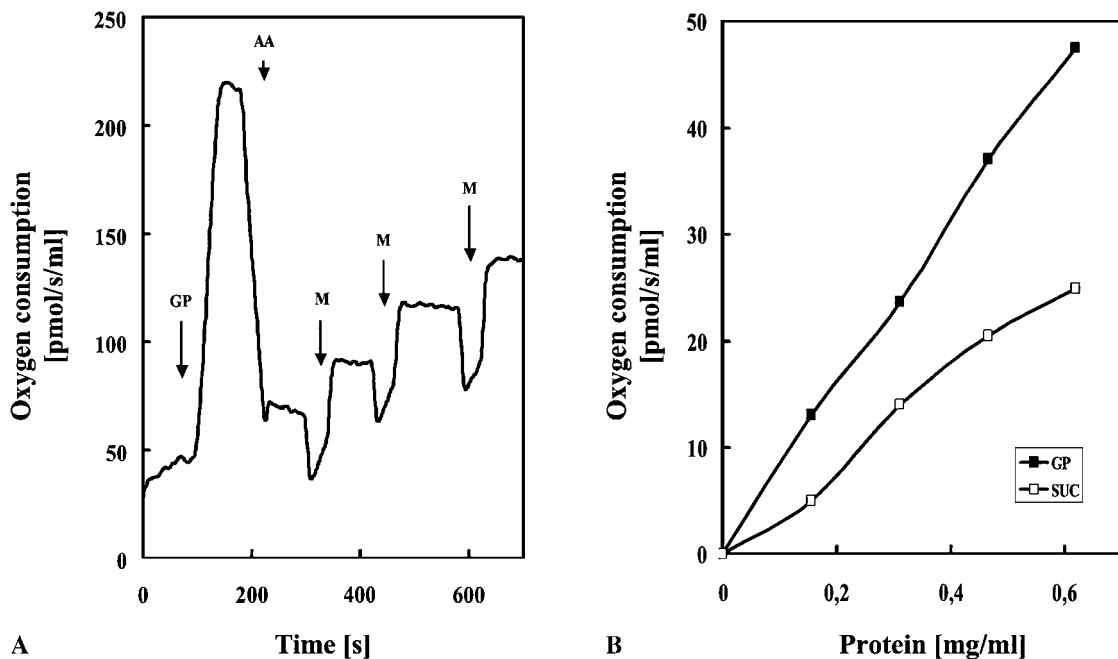 Oxygen consumption
[pmol/s/ml]
250
200
150
100
50
0
GP
AA
M
M
M
0
200
400
600
Time [s]
A
Oxygen consumption
[pmol/s/ml]
50
40
30
20
10
0
GP
SUC
0
0,2
0,4
0,6
Protein [mg/ml]
B